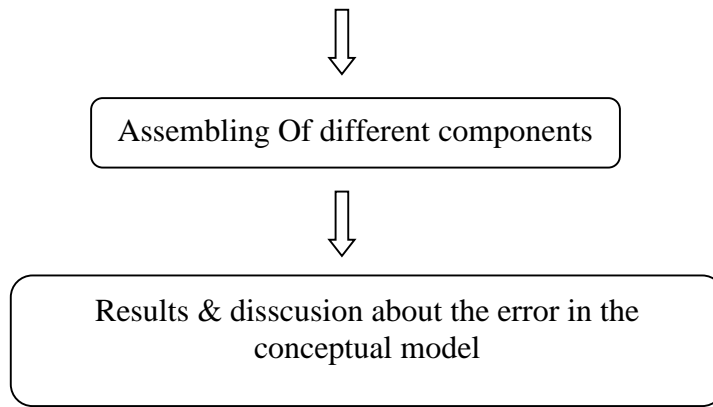 Assembling Of different components
Results & disscusion about the error in the
conceptual model